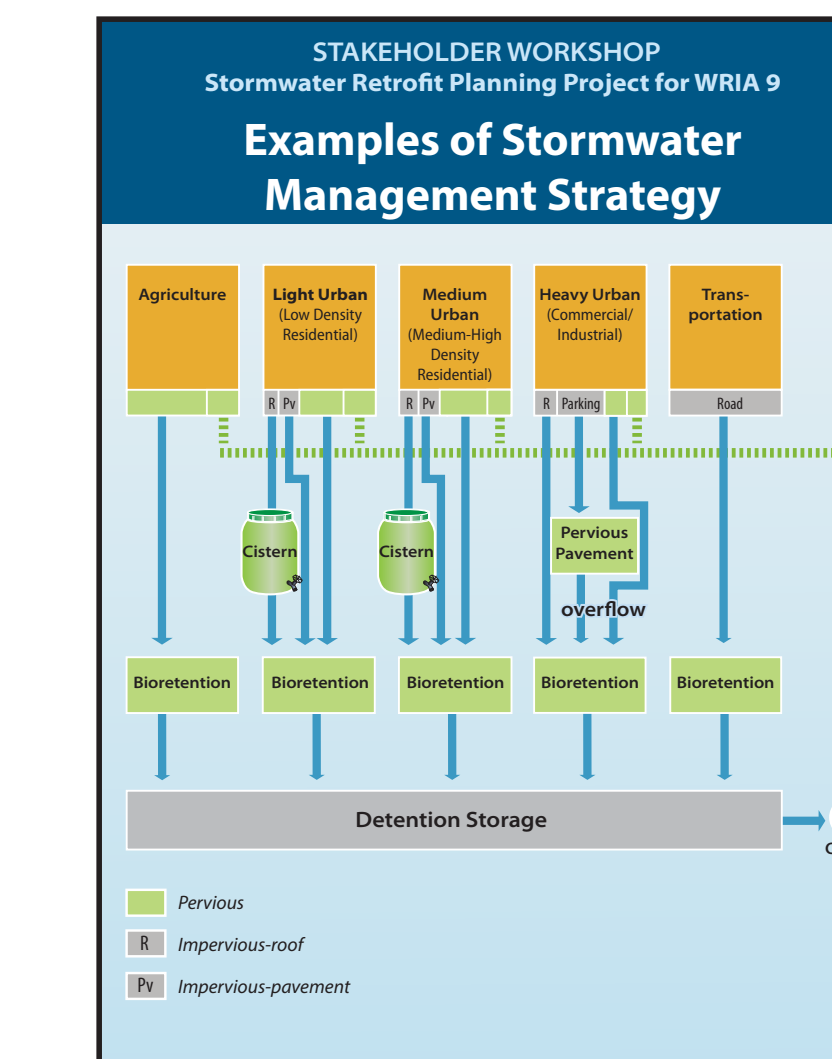 STAKEHOLDER WORKSHOP
Stormwater Retrofit Planning Project for WRIA 9
Examples of Stormwater
Management Strategy
Agriculture
Light Urban
(Low Density
Residential)
Medium
Urban
(Medium-High
Density
Residential)
Heavy Urban
(Commercial/
Industrial)
Trans-
portation
R Pv
R Pv
R Parking
Road
Cistern
Cistern
Pervious
Pavement
overflow
Bioretention
Bioretention
Bioretention
Bioretention
Bioretention
Detention Storage
Pervious
R Impervious-roof
Pv Impervious-pavement